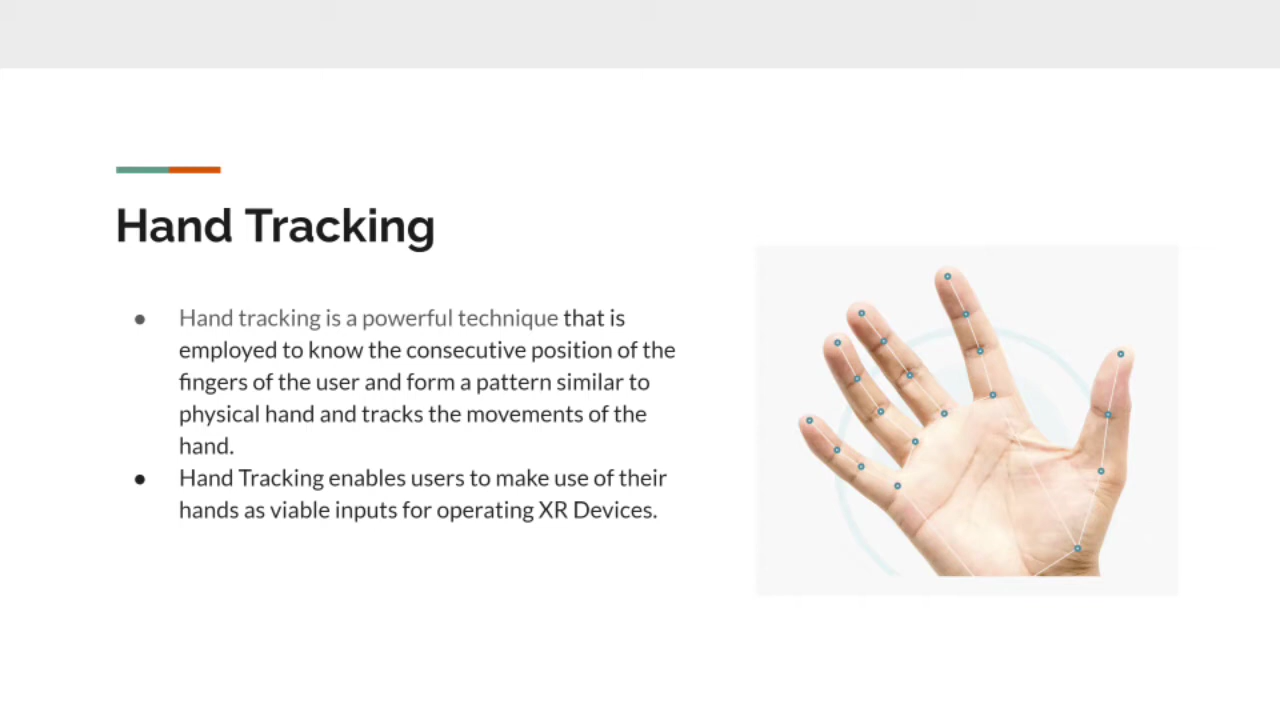 Hand Tracking
● Hand tracking is a powerful technique that is
employed to know the consecutive position of the
fingers of the user and form a pattern similar to
physical hand and tracks the movements of the
hand.
● Hand Tracking enables users to make use of their
hands as viable inputs for operating XR Devices.